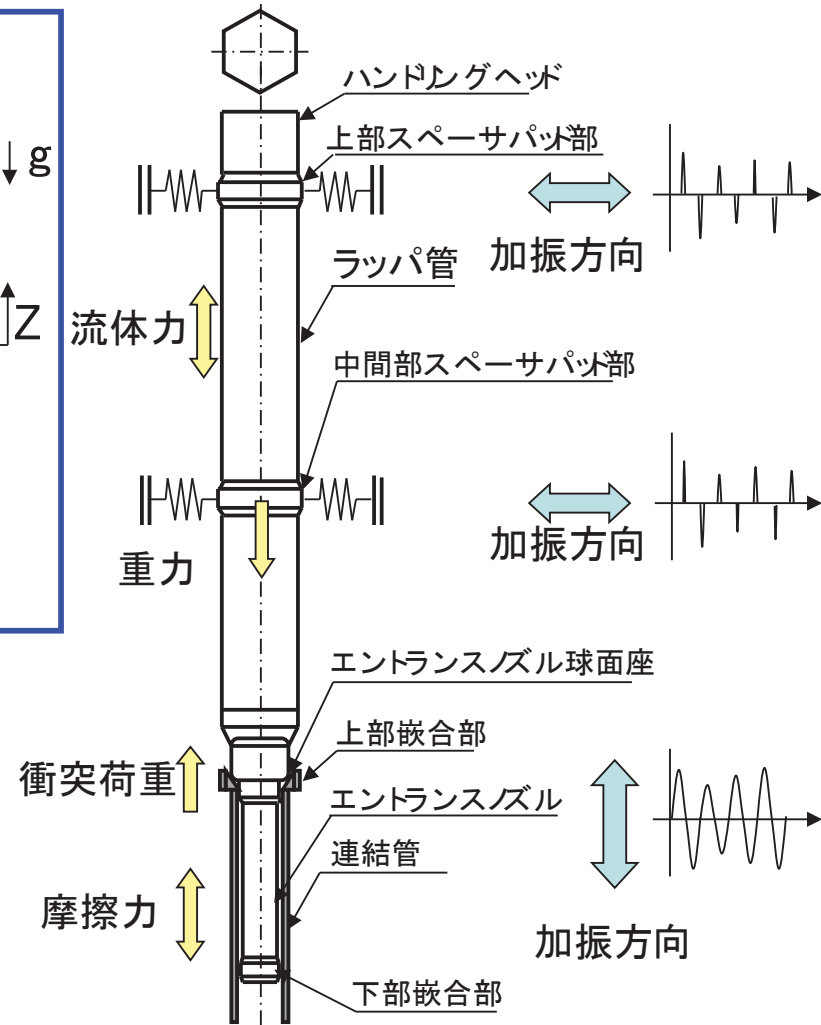 ハンドリングヘッド
上部スペーサパッド部
g
加振方向
ラッパ管
Z
流体力
中間部スペーサパッド部
加振方向
重力
エントランスノズル球面座
上部嵌合部
衝突荷重
エントランスノズル
連結管
摩擦力
加振方向
下部嵌合部